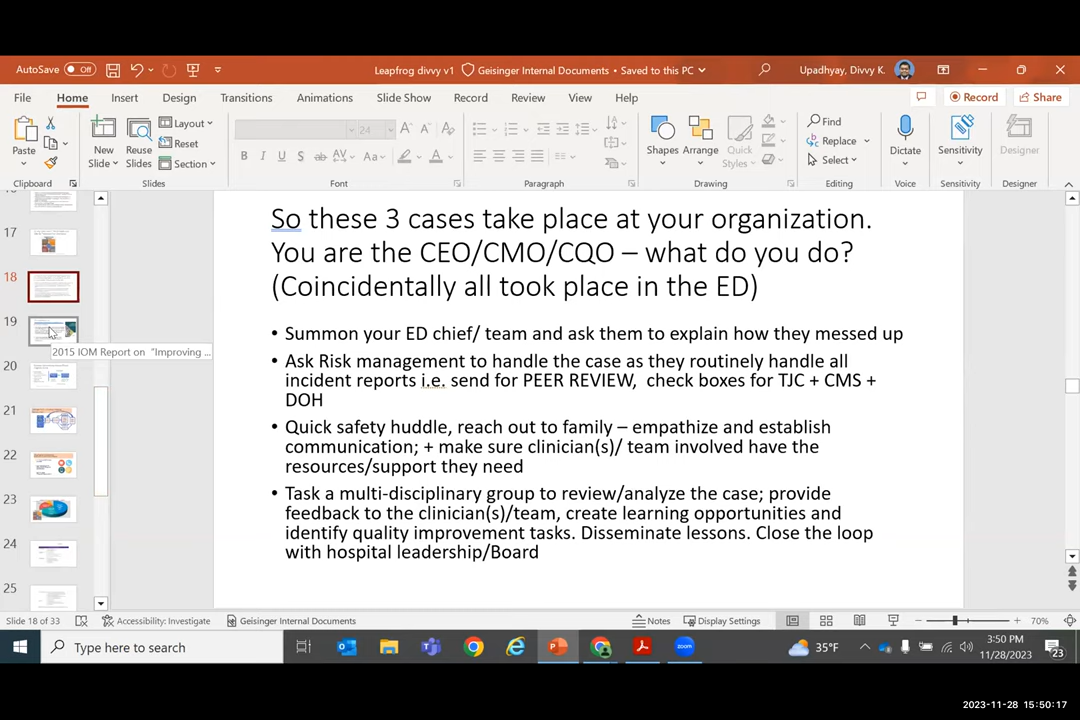 AutoSave Off
Leapfrog divvy v1
Geisinger Internal Documents • Saved to this PC
Upadhyay, Divvy K.
File Home Insert Design Transitions Animations Slide Show Record Review View Help
Record Share
Paste
New Slide
Reuse Slides
Layout
Reset
Section
24
B I U S ab AV Aa A
Shapes
Arrange
Quick Styles
Find
Replace
Select
Dictate
Sensitivity
Designer
Clipboard Slides Font Paragraph Drawing Editing Voice Sensitivity Designer
17
18
19
2015 IOM Report on "Improving ...
20
21
22
23
24
25
So these 3 cases take place at your organization.
You are the CEO/CMO/CQO – what do you do?
(Coincidentally all took place in the ED)
• Summon your ED chief/ team and ask them to explain how they messed up
• Ask Risk management to handle the case as they routinely handle all
incident reports i.e. send for PEER REVIEW, check boxes for TJC + CMS +
DOH
• Quick safety huddle, reach out to family – empathize and establish
communication; + make sure clinician(s)/ team involved have the
resources/support they need
• Task a multi-disciplinary group to review/analyze the case; provide
feedback to the clinician(s)/team, create learning opportunities and
identify quality improvement tasks. Disseminate lessons. Close the loop
with hospital leadership/Board
Slide 18 of 33
Accessibility: Investigate
Geisinger Internal Documents
Notes
Display Settings
70%
Type here to search
35°F
3:50 PM
11/28/2023
23
2023-11-28 15:50:17